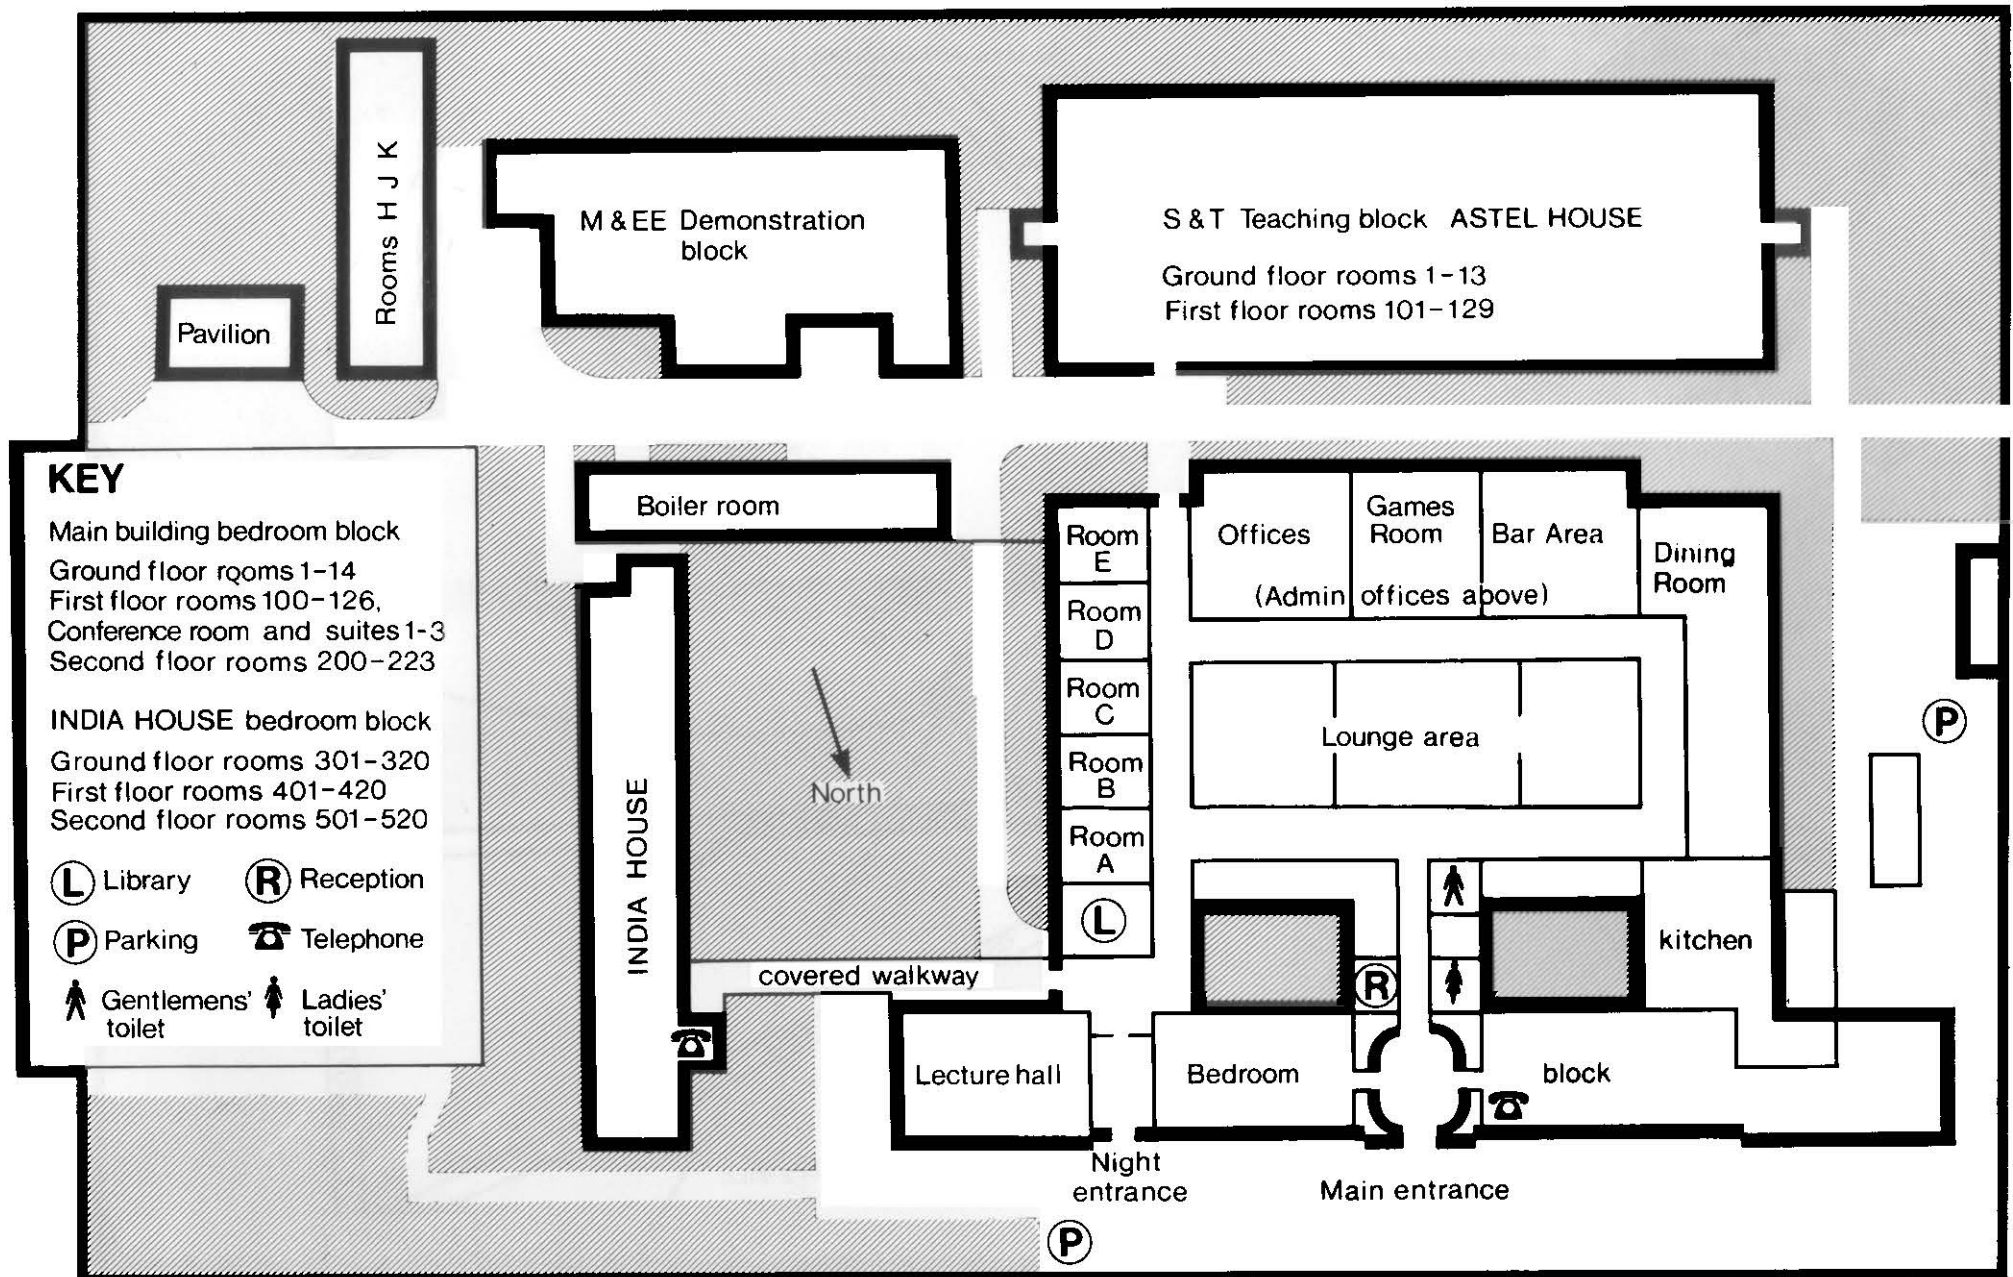 Rooms H J K
M & EE Demonstration
block
S & T Teaching block ASTEL HOUSE
Ground floor rooms 1-13
First floor rooms 101-129
Pavilion
KEY
Main building bedroom block
Ground floor rooms 1-14
First floor rooms 100-126,
Conference room and suites 1-3
Second floor rooms 200-223
INDIA HOUSE bedroom block
Ground floor rooms 301-320
First floor rooms 401-420
Second floor rooms 501-520
L Library
R Reception
P Parking
Telephone
Gentlemens'
toilet
Ladies'
toilet
Boiler room
INDIA HOUSE
North
covered walkway
Room
E
Room
D
Room
C
Room
B
Room
A
L
Offices
Games
Room
Bar Area
(Admin offices above)
Dining
Room
Lounge area
R
kitchen
Lecture hall
Bedroom
block
Night
entrance
Main entrance
P
P